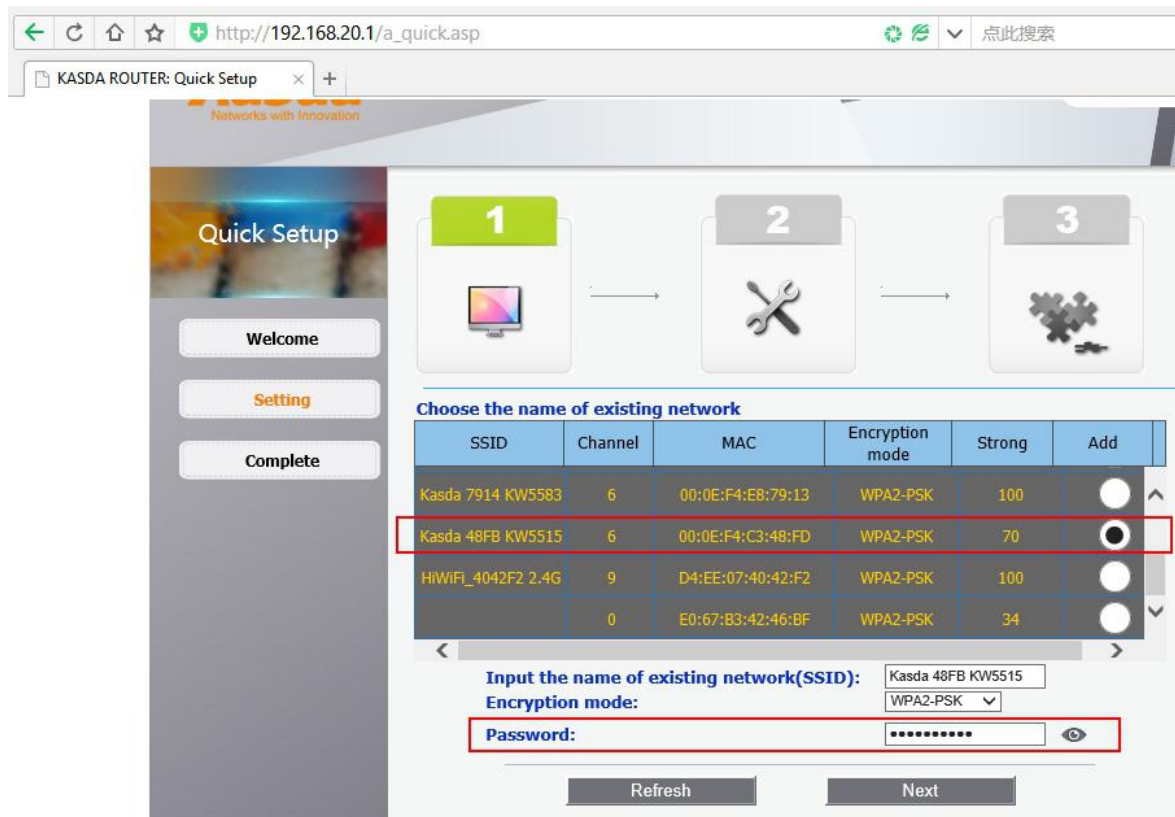 http://192.168.20.1/a_quick.asp
点此搜索
KASDA ROUTER: Quick Setup
Kasda
Networks with Innovation
Quick Setup
1
2
3
Welcome
Setting
Complete
Choose the name of existing network
SSID Channel MAC Encryption mode Strong Add
Kasda 7914 KW5583 6 00:0E:F4:E8:79:13 WPA2-PSK 100
Kasda 48FB KW5515 6 00:0E:F4:C3:48:FD WPA2-PSK 70
HiWiFi_4042F2 2.4G 9 D4:EE:07:40:42:F2 WPA2-PSK 100
0 E0:67:B3:42:46:BF WPA2-PSK 34
Input the name of existing network(SSID): Kasda 48FB KW5515
Encryption mode: WPA2-PSK
Password: ••••••••••
Refresh Next